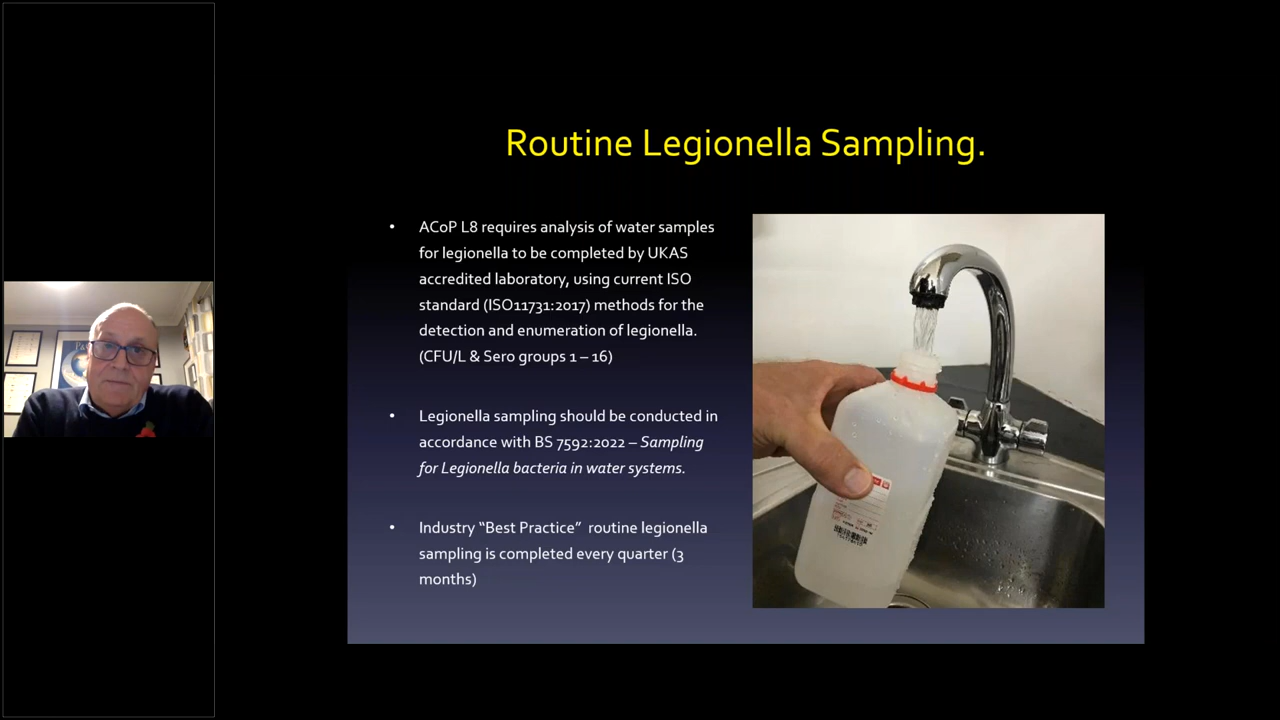 Routine Legionella Sampling.
• ACoP L8 requires analysis of water samples
for legionella to be completed by UKAS
accredited laboratory, using current ISO
standard (ISO11731:2017) methods for the
detection and enumeration of legionella.
(CFU/L & Sero groups 1 – 16)
• Legionella sampling should be conducted in
accordance with BS 7592:2022 – Sampling
for Legionella bacteria in water systems.
• Industry “Best Practice” routine legionella
sampling is completed every quarter (3
months)